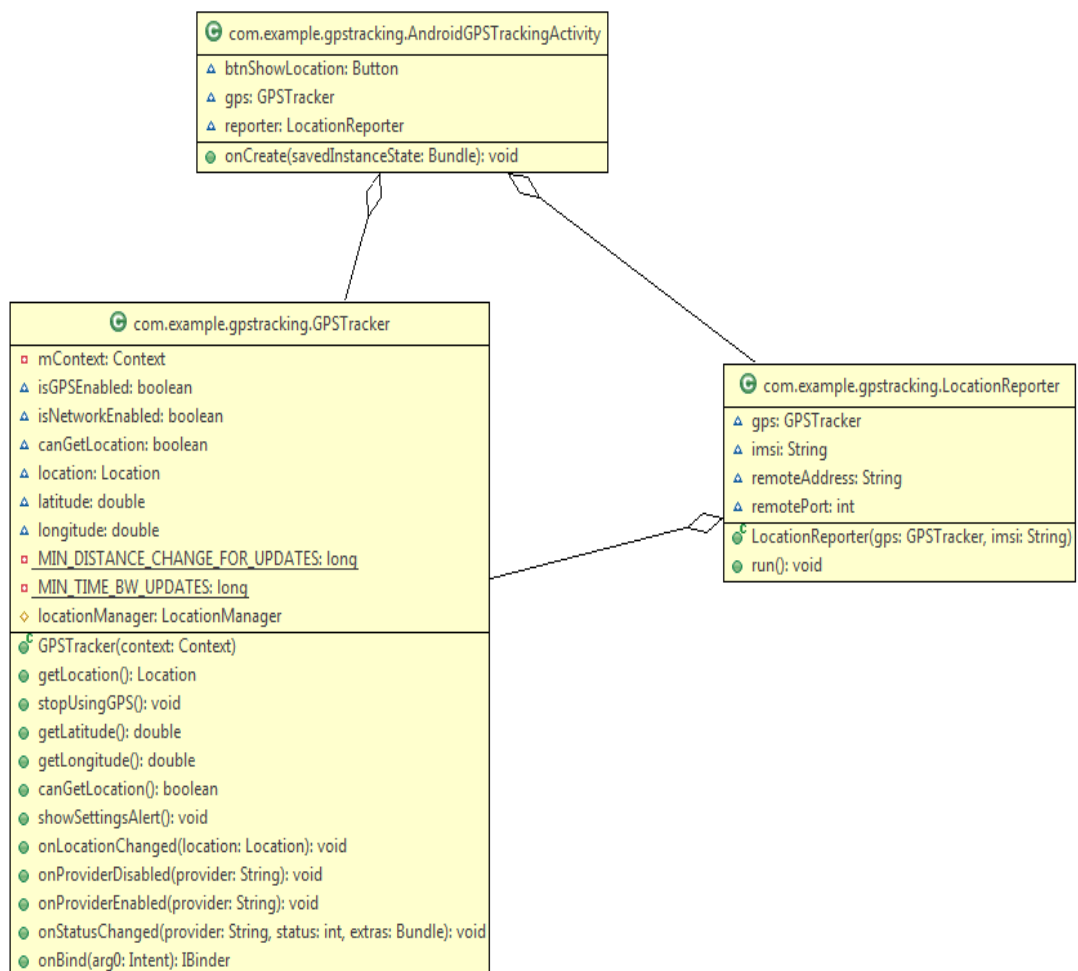 com.example.gpstracking.AndroidGPSTrackingActivity
btnShowLocation: Button
gps: GPSTracker
reporter: LocationReporter
onCreate(savedInstanceState: Bundle): void
com.example.gpstracking.GPSTracker
mContext: Context
isGPSEnabled: boolean
isNetworkEnabled: boolean
canGetLocation: boolean
location: Location
latitude: double
longitude: double
MIN_DISTANCE_CHANGE_FOR_UPDATES: long
MIN_TIME_BW_UPDATES: long
locationManager: LocationManager
GPSTracker(context: Context)
getLocation(): Location
stopUsingGPS(): void
getLatitude(): double
getLongitude(): double
canGetLocation(): boolean
showSettingsAlert(): void
onLocationChanged(location: Location): void
onProviderDisabled(provider: String): void
onProviderEnabled(provider: String): void
onStatusChanged(provider: String, status: int, extras: Bundle): void
onBind(arg0: Intent): IBinder
com.example.gpstracking.LocationReporter
gps: GPSTracker
imsi: String
remoteAddress: String
remotePort: int
LocationReporter(gps: GPSTracker, imsi: String)
run(): void